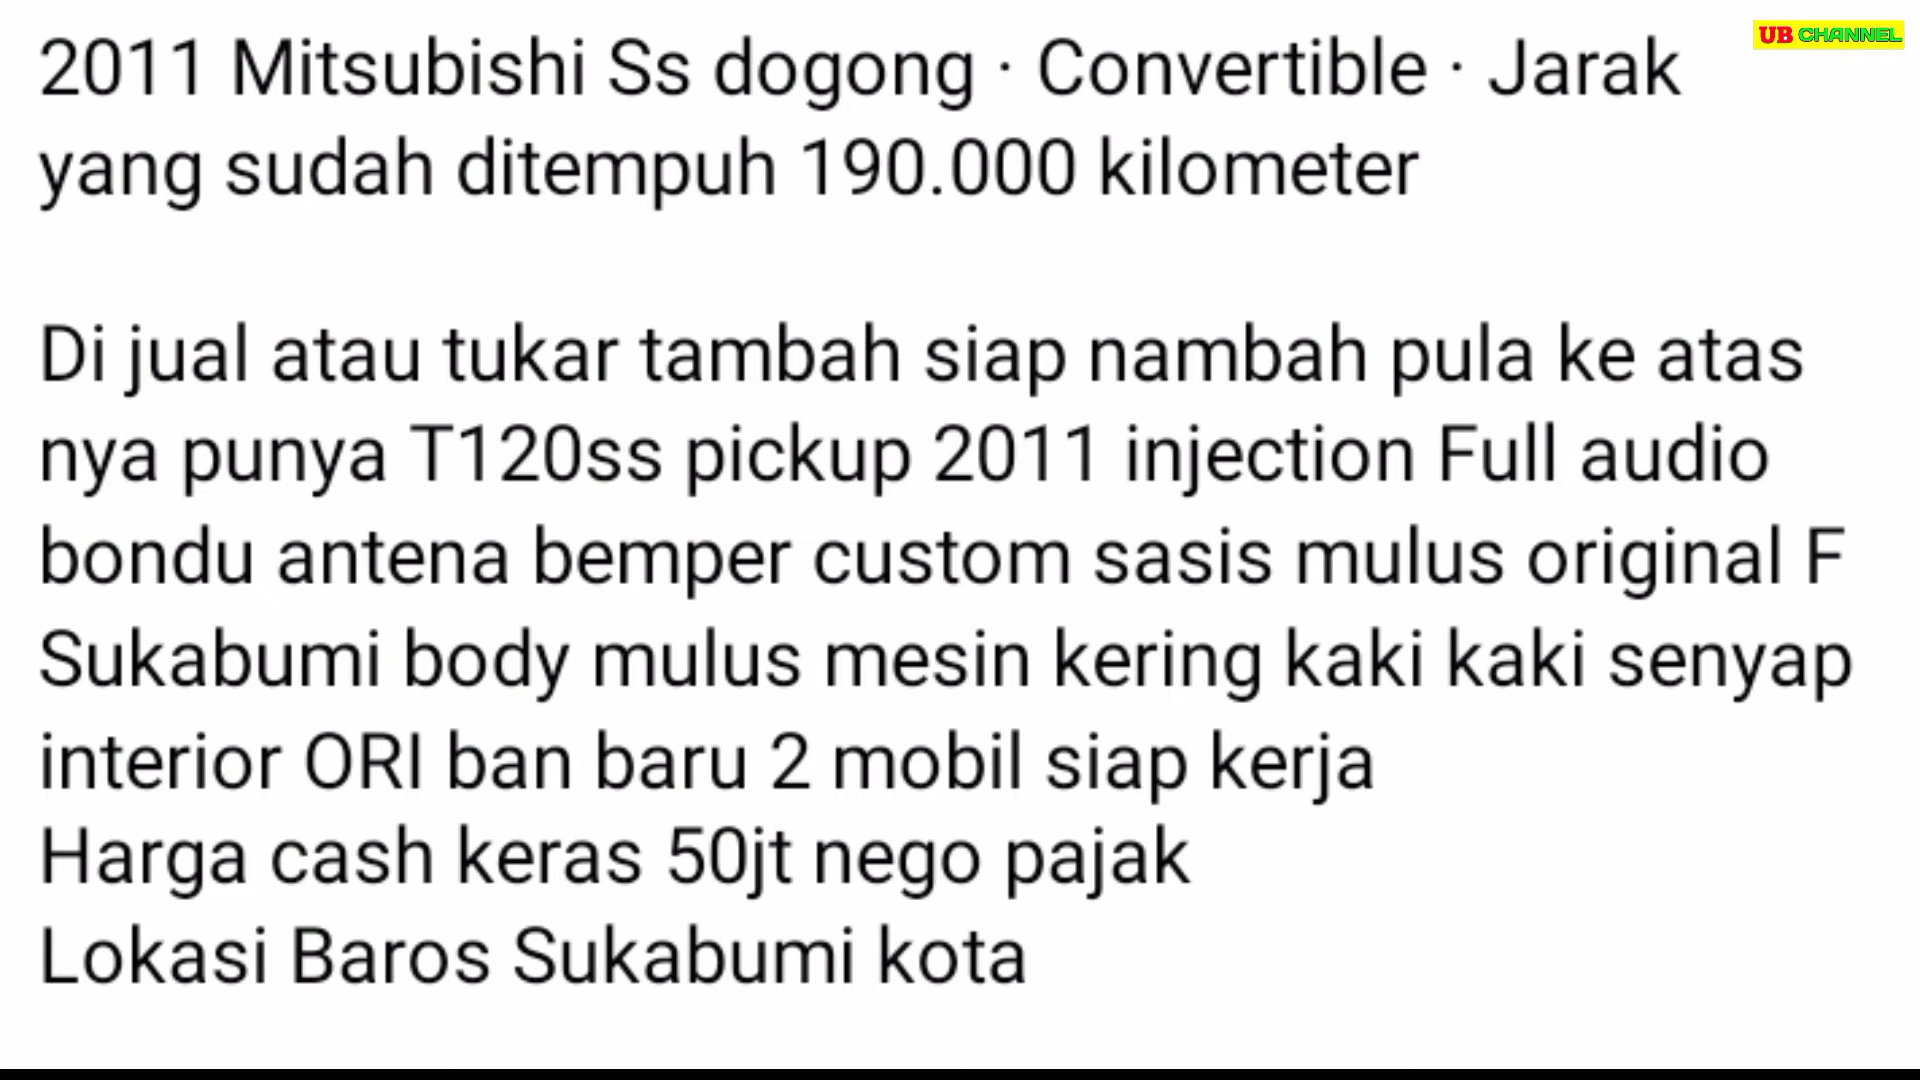 UB CHANNEL
2011 Mitsubishi Ss dogong · Convertible · Jarak
yang sudah ditempuh 190.000 kilometer
Di jual atau tukar tambah siap nambah pula ke atas
nya punya T120ss pickup 2011 injection Full audio
bondu antena bemper custom sasis mulus original F
Sukabumi body mulus mesin kering kaki kaki senyap
interior ORI ban baru 2 mobil siap kerja
Harga cash keras 50jt nego pajak
Lokasi Baros Sukabumi kota